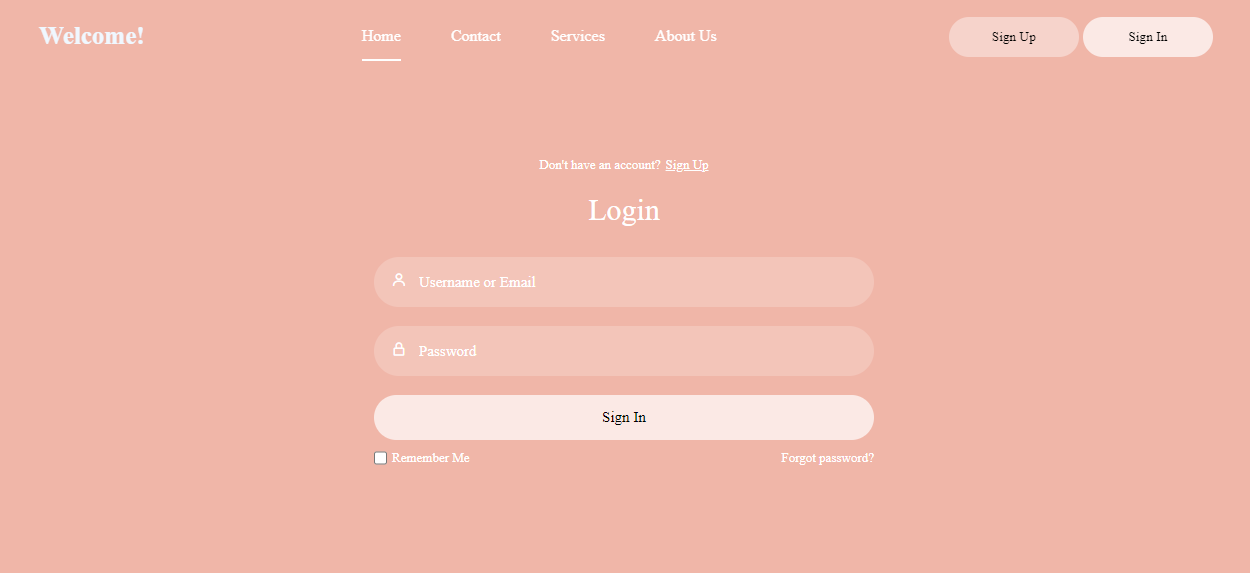 Welcome! Home Contact Services About Us Sign Up Sign In
Don't have an account? Sign Up
Login
Username or Email
Password
Sign In
Remember Me Forgot password?